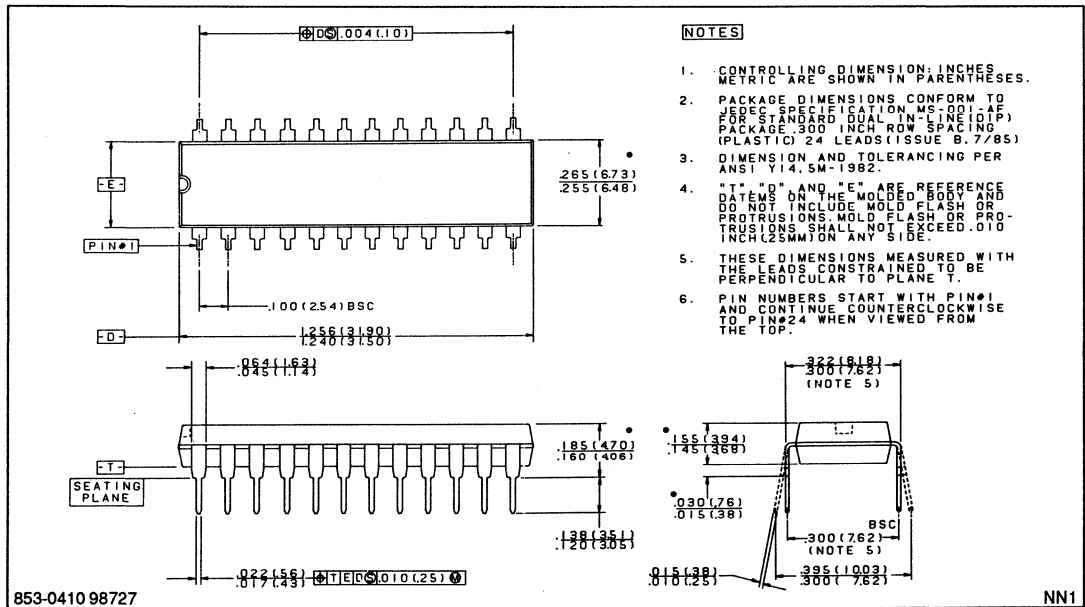 ⌖ D Ⓢ .004(.10)
-E-
PIN#1
.265(6.73)
.255(6.48)
.100(2.54)BSC
-D-
1.256(31.90)
1.240(31.50)
NOTES
1. CONTROLLING DIMENSION: INCHES
METRIC ARE SHOWN IN PARENTHESES.
2. PACKAGE DIMENSIONS CONFORM TO
JEDEC SPECIFICATION MS-001-AF
FOR STANDARD DUAL IN-LINE(DIP)
PACKAGE .300 INCH ROW SPACING
(PLASTIC) 24 LEADS(ISSUE B. 7/85)
3. DIMENSION AND TOLERANCING PER
ANSI Y14, 5M-1982.
4. "T", "D", AND "E" ARE REFERENCE
DATEMS ON THE MOLDED BODY AND
DO NOT INCLUDE MOLD FLASH OR
PROTRUSIONS. MOLD FLASH OR PRO-
TRUSIONS SHALL NOT EXCEED .010
INCH(.25MM)ON ANY SIDE.
5. THESE DIMENSIONS MEASURED WITH
THE LEADS CONSTRAINED TO BE
PERPENDICULAR TO PLANE T.
6. PIN NUMBERS START WITH PIN#1
AND CONTINUE COUNTERCLOCKWISE
TO PIN#24 WHEN VIEWED FROM
THE TOP.
.064(1.63)
.045(1.14)
-T-
SEATING
PLANE
.185(4.70)
.160(4.06)
.138(3.51)
.120(3.05)
.022(.56)
.017(.43)
⌖ T E D Ⓢ .010(.25) Ⓜ
.322(8.18)
.300(7.62)
(NOTE 5)
.155(3.94)
.145(3.68)
.030(.76)
.015(.38)
BSC
.300(7.62)
(NOTE 5)
.015(.38)
.010(.25)
.395(10.03)
.300( 7.62)
853-0410 98727
NN1